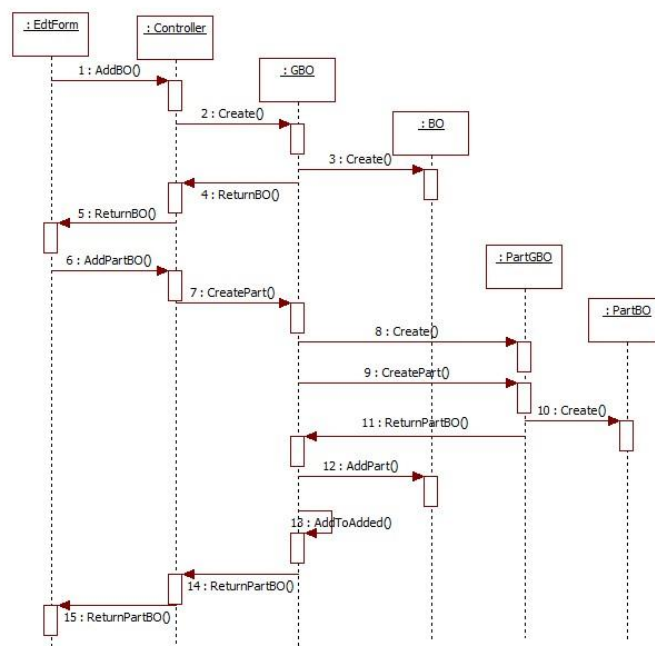 : EdtForm
: Controller
: GBO
1 : AddBO()
: BO
2 : Create()
3 : Create()
4 : ReturnBO()
5 : ReturnBO()
: PartGBO
6 : AddPartBO()
7 : CreatePart()
: PartBO
8 : Create()
9 : CreatePart()
10 : Create()
11 : ReturnPartBO()
12 : AddPart()
13 : AddToAdded()
14 : ReturnPartBO()
15 : ReturnPartBO()